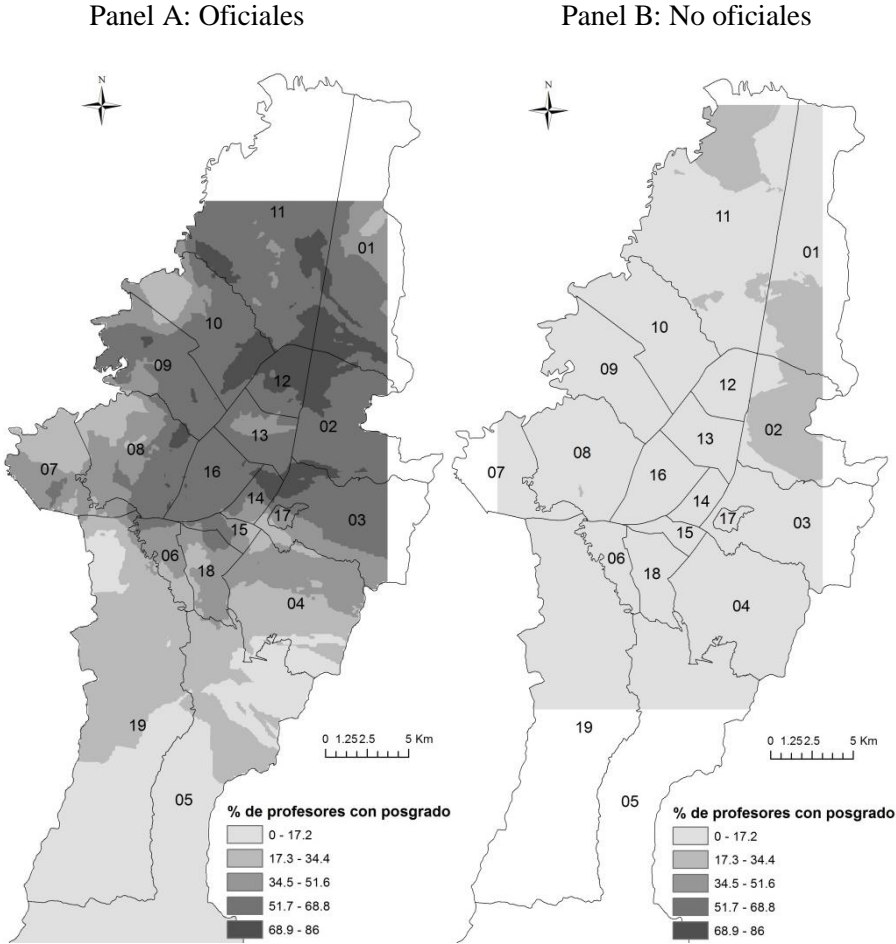 Panel A: Oficiales
Panel B: No oficiales
N
11
01
10
09
12
02
13
08
07
16
14
17
03
15
06
18
04
19
05
0 1.25 2.5 5 Km
% de profesores con posgrado
0 - 17.2
17.3 - 34.4
34.5 - 51.6
51.7 - 68.8
68.9 - 86
N
11
01
10
09
12
02
13
08
07
16
14
17
03
15
06
18
04
19
05
0 1.25 2.5 5 Km
% de profesores con posgrado
0 - 17.2
17.3 - 34.4
34.5 - 51.6
51.7 - 68.8
68.9 - 86